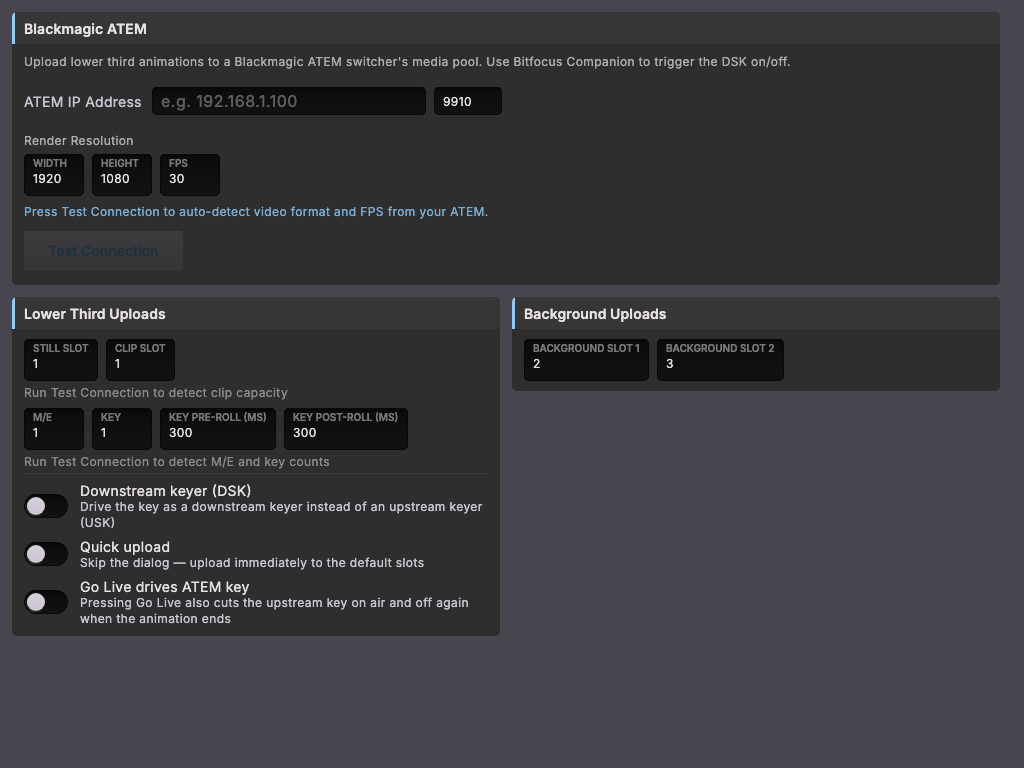 Blackmagic ATEM
Upload lower third animations to a Blackmagic ATEM switcher's media pool. Use Bitfocus Companion to trigger the DSK on/off.
ATEM IP Address
e.g. 192.168.1.100
9910
Render Resolution
WIDTH
1920
HEIGHT
1080
FPS
30
Press Test Connection to auto-detect video format and FPS from your ATEM.
Test Connection
Lower Third Uploads
STILL SLOT
1
CLIP SLOT
1
Run Test Connection to detect clip capacity
M/E
1
KEY
1
KEY PRE-ROLL (MS)
300
KEY POST-ROLL (MS)
300
Run Test Connection to detect M/E and key counts
Downstream keyer (DSK)
Drive the key as a downstream keyer instead of an upstream keyer
(USK)
Quick upload
Skip the dialog — upload immediately to the default slots
Go Live drives ATEM key
Pressing Go Live also cuts the upstream key on air and off again
when the animation ends
Background Uploads
BACKGROUND SLOT 1
2
BACKGROUND SLOT 2
3